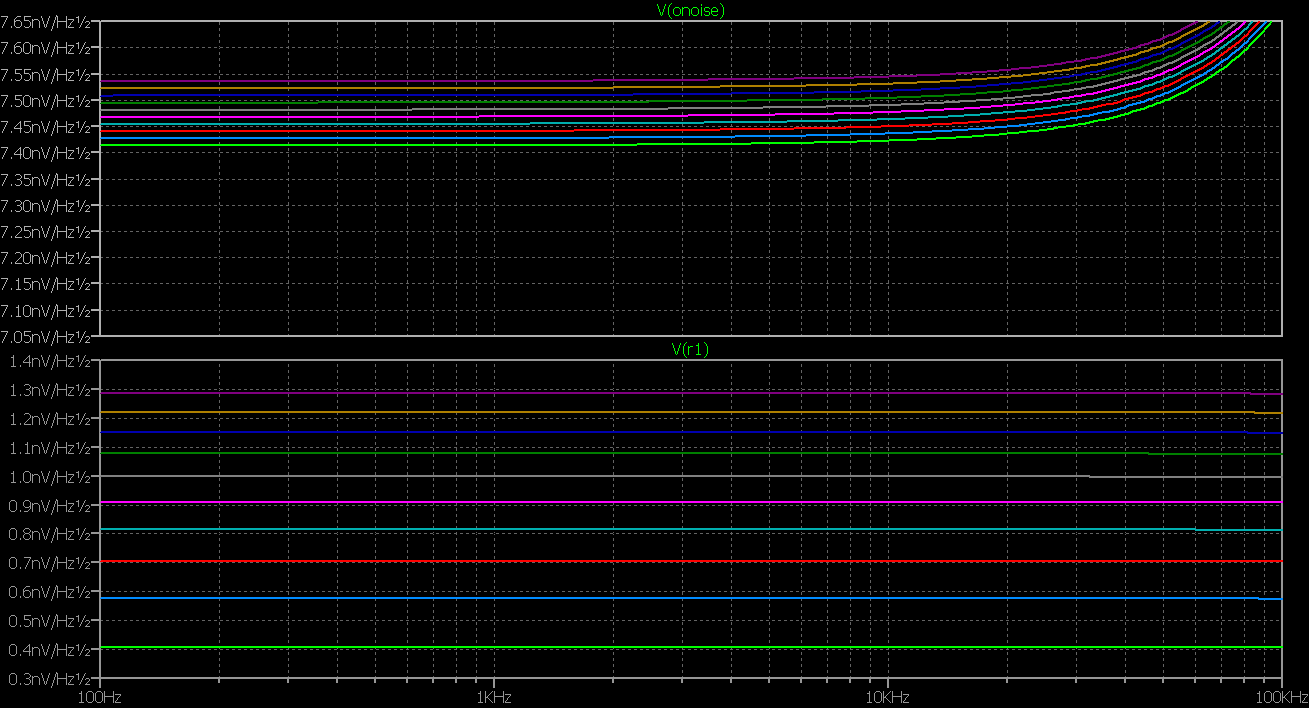 V(onoise)
7.65nV/Hz½
7.60nV/Hz½
7.55nV/Hz½
7.50nV/Hz½
7.45nV/Hz½
7.40nV/Hz½
7.35nV/Hz½
7.30nV/Hz½
7.25nV/Hz½
7.20nV/Hz½
7.15nV/Hz½
7.10nV/Hz½
7.05nV/Hz½
V(r1)
1.4nV/Hz½
1.3nV/Hz½
1.2nV/Hz½
1.1nV/Hz½
1.0nV/Hz½
0.9nV/Hz½
0.8nV/Hz½
0.7nV/Hz½
0.6nV/Hz½
0.5nV/Hz½
0.4nV/Hz½
0.3nV/Hz½
100Hz 1KHz 10KHz 100KHz